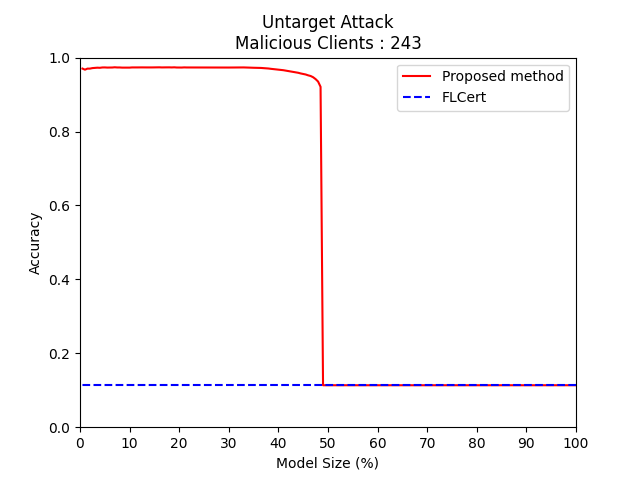 Untarget Attack
Malicious Clients : 243
Proposed method
FLCert
1.0
0.8
0.6
0.4
0.2
0.0
Accuracy
0 10 20 30 40 50 60 70 80 90 100
Model Size (%)